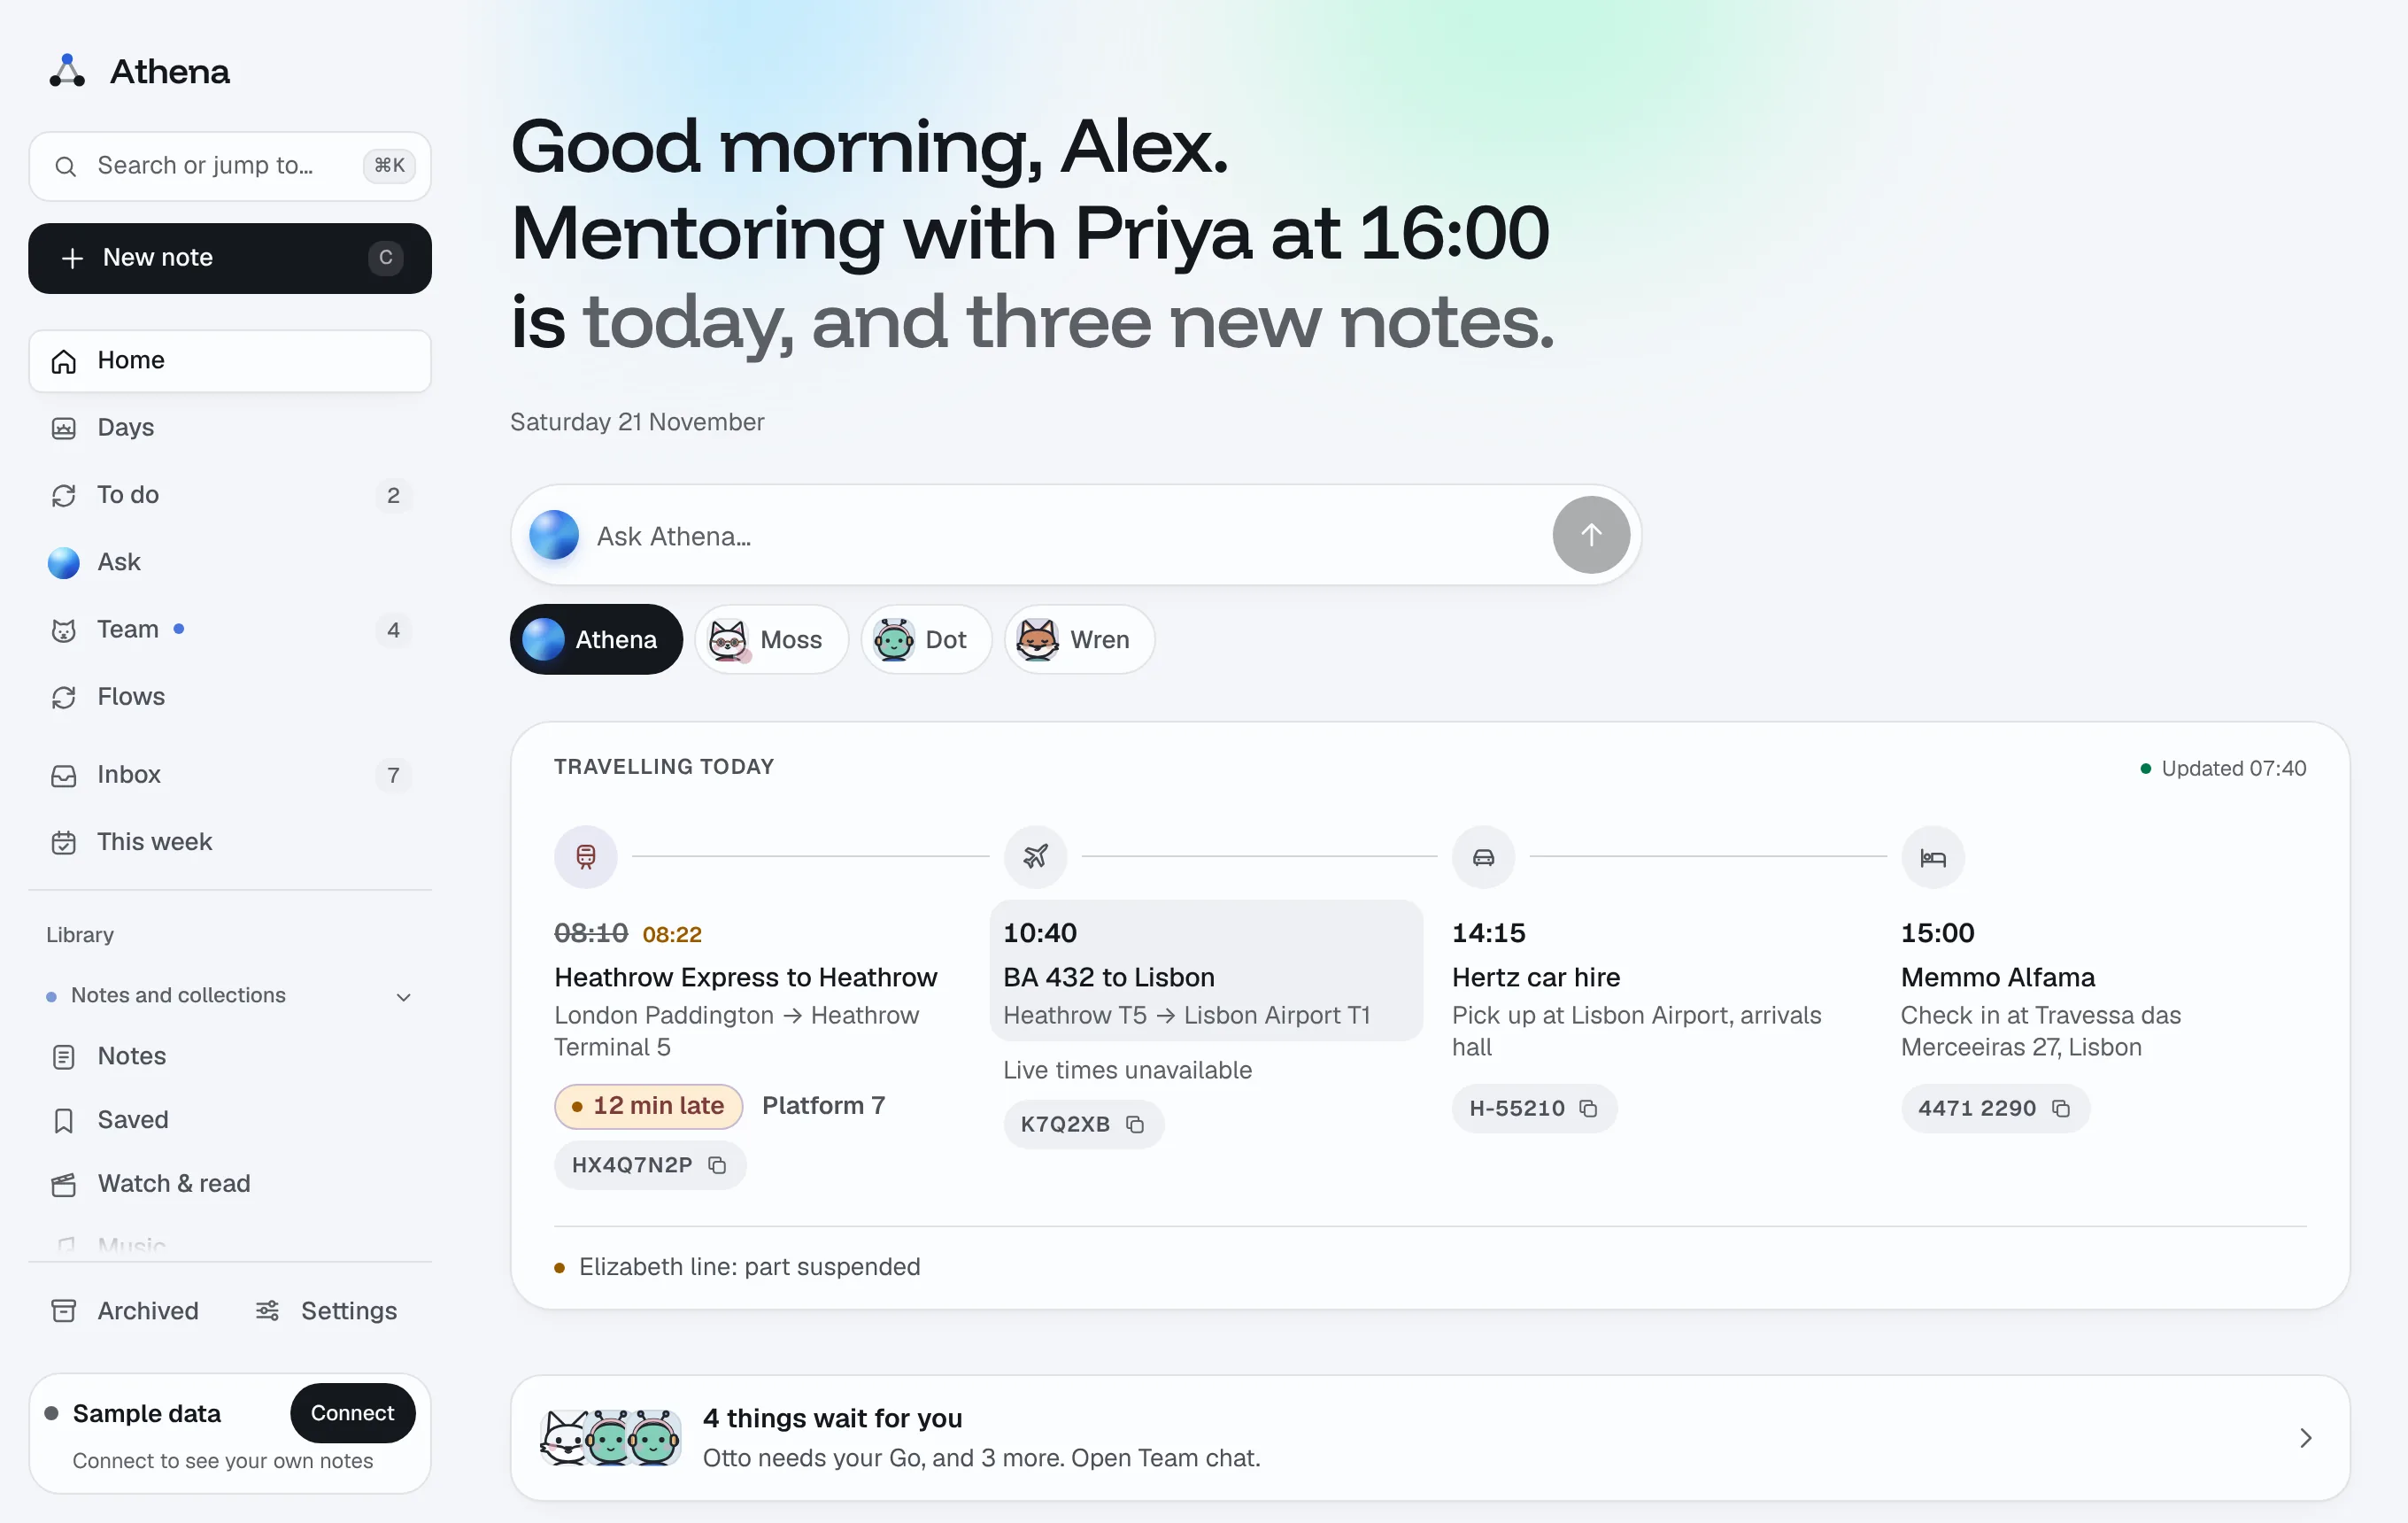 Athena
Search or jump to...
⌘K
New note
C
Home
Days
To do
2
Ask
Team
4
Flows
Inbox
7
This week
Library
Notes and collections
Notes
Saved
Watch & read
Music
Archived
Settings
Sample data
Connect
Connect to see your own notes
Good morning, Alex.
Mentoring with Priya at 16:00
is today, and three new notes.
Saturday 21 November
Ask Athena...
Athena
Moss
Dot
Wren
TRAVELLING TODAY
Updated 07:40
08:10 08:22
Heathrow Express to Heathrow
London Paddington → Heathrow
Terminal 5
12 min late
Platform 7
HX4Q7N2P
10:40
BA 432 to Lisbon
Heathrow T5 → Lisbon Airport T1
Live times unavailable
K7Q2XB
14:15
Hertz car hire
Pick up at Lisbon Airport, arrivals
hall
H-55210
15:00
Memmo Alfama
Check in at Travessa das
Merceeiras 27, Lisbon
4471 2290
Elizabeth line: part suspended
4 things wait for you
Otto needs your Go, and 3 more. Open Team chat.